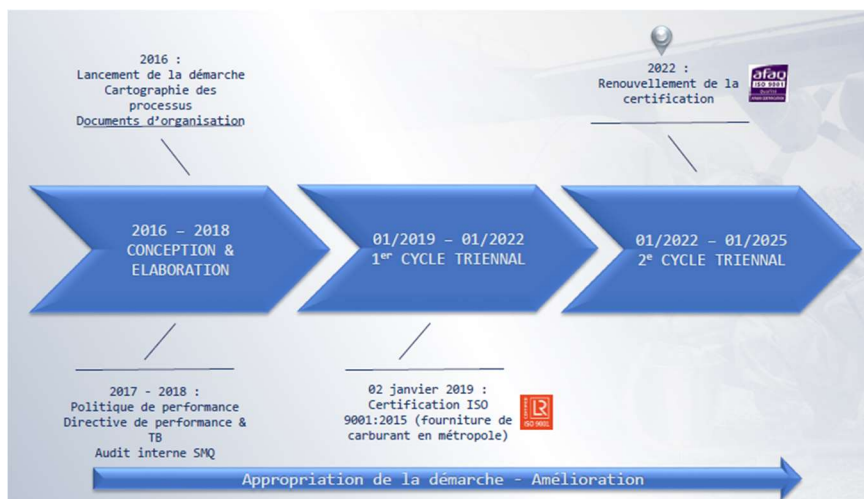 2016 :
Lancement de la démarche
Cartographie des
processus
Documents d'organisation
2022 :
Renouvellement de la
certification
afaq
ISO 9001
Qualité
AFNOR CERTIFICATION
2016 – 2018
CONCEPTION &
ELABORATION
01/2019 – 01/2022
1er CYCLE TRIENNAL
01/2022 – 01/2025
2e CYCLE TRIENNAL
2017 - 2018 :
Politique de performance
Directive de performance &
TB
Audit interne SMQ
02 janvier 2019 :
Certification ISO
9001:2015 (fourniture de
carburant en métropole)
LR
ISO 9001
Appropriation de la démarche - Amélioration